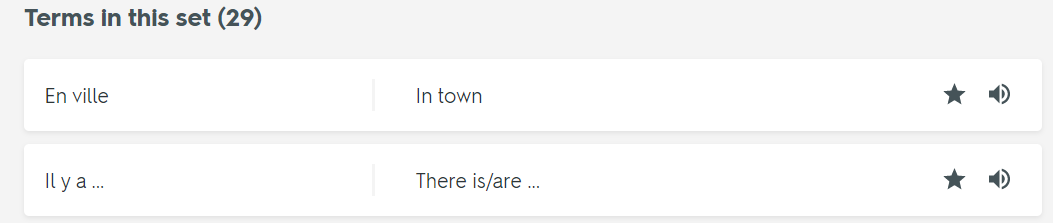 Terms in this set (29)
En ville In town
Il y a ... There is/are ...